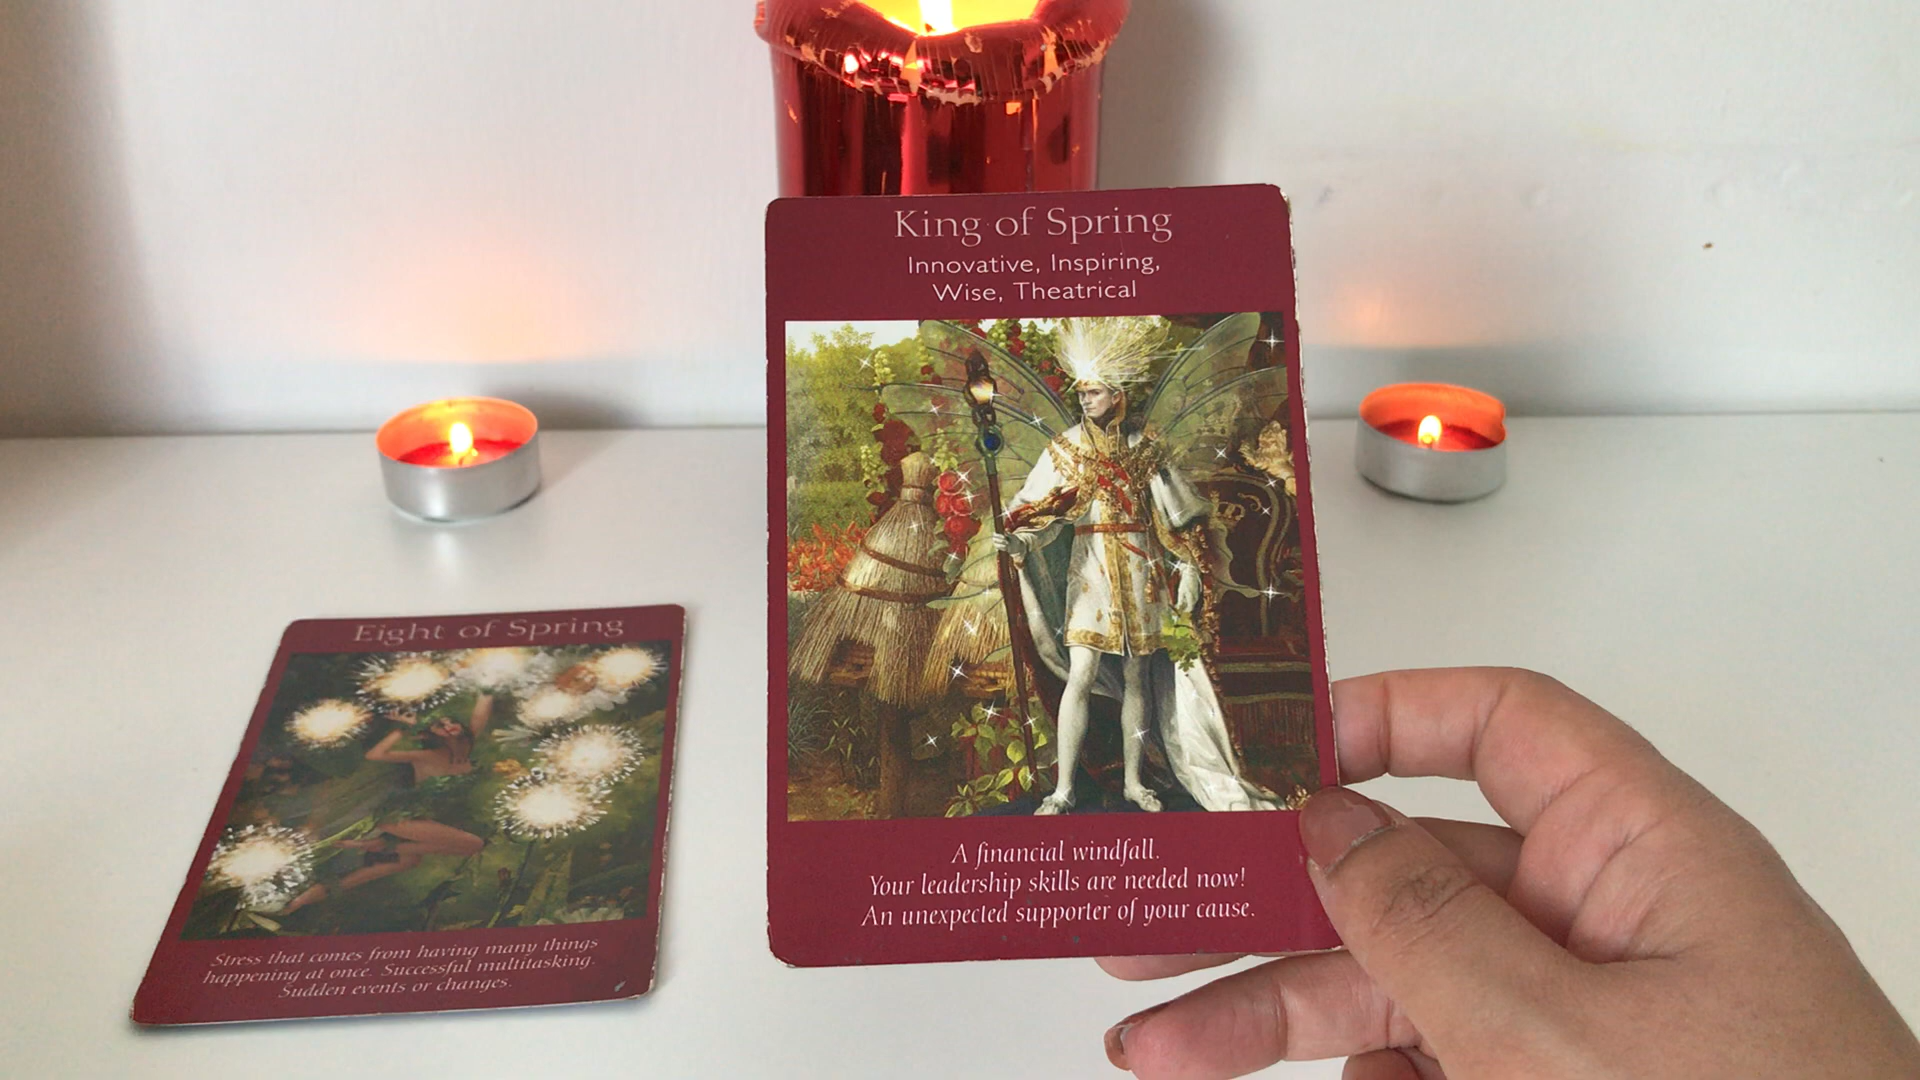 King of Spring
Innovative, Inspiring,
Wise, Theatrical
A financial windfall.
Your leadership skills are needed now!
An unexpected supporter of your cause.
Eight of Spring
Stress that comes from having many things
happening at once. Successful multitasking.
Sudden events or changes.